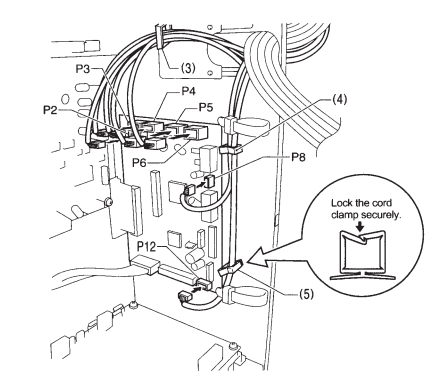 (3)
P3
P4
P5
P2
(4)
P6
P8
Lock the cord
clamp securely.
P12
(5)